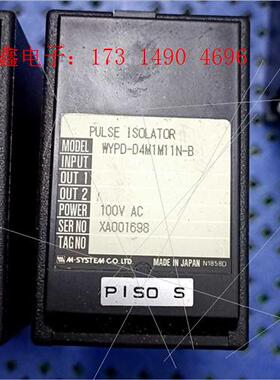 鑫电子: 173 1490 4696
PULSE ISOLATOR
MODEL WYPD-D4M1M11N-B
INPUT
OUT 1
OUT 2
POWER 100V AC
SER NO XA001698
TAG NO
M-SYSTEM CO.,LTD. MADE IN JAPAN N1858D
PISO S